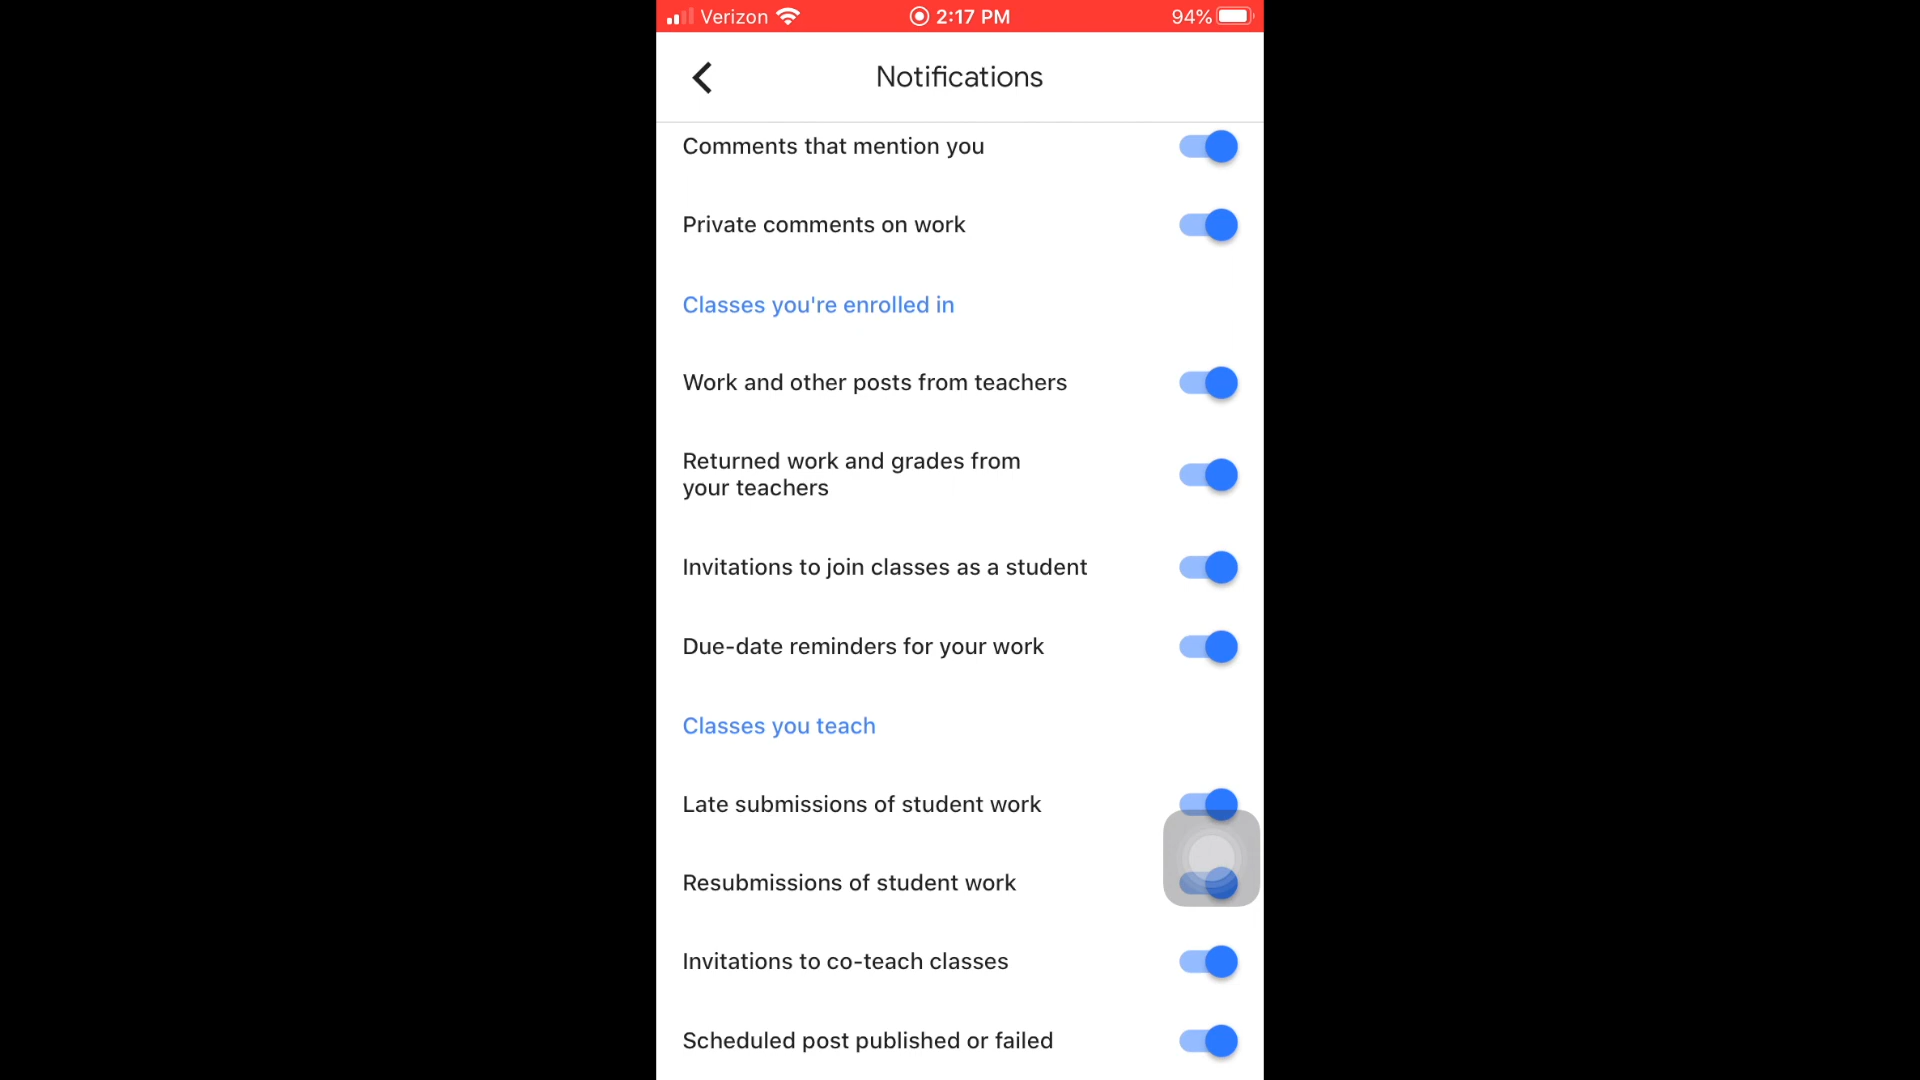 Verizon 2:17 PM 94%
Notifications
Comments that mention you
Private comments on work
Classes you're enrolled in
Work and other posts from teachers
Returned work and grades from
your teachers
Invitations to join classes as a student
Due-date reminders for your work
Classes you teach
Late submissions of student work
Resubmissions of student work
Invitations to co-teach classes
Scheduled post published or failed